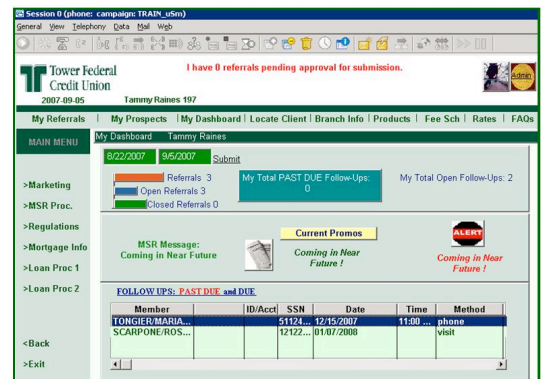 Session 0 (phone: campaign: TRAIN_uSm)
General View Telephony Data Mail Web
Tower Federal
Credit Union
I have 0 referrals pending approval for submission.
Admin
2007-09-05 Tammy Raines 197
My Referrals | My Prospects | My Dashboard | Locate Client | Branch Info | Products | Fee Sch | Rates | FAQs
MAIN MENU
My Dashboard Tammy Raines
8/22/2007 9/5/2007 Submit
Referrals 3
Open Referrals 3
Closed Referrals 0
My Total PAST DUE Follow-Ups:
0
My Total Open Follow-Ups: 2
>Marketing
>MSR Proc.
>Regulations
>Mortgage Info
>Loan Proc 1
>Loan Proc 2
<Back
>Exit
MSR Message:
Coming in Near Future
Current Promos
Coming in Near
Future !
ALERT
Coming in Near
Future !
FOLLOW UPS: PAST DUE and DUE
Member ID/Acct SSN Date Time Method
TONGIER/MARIA... 51124... 12/15/2007 11:00 ... phone
SCARPONE/ROS... 12122... 01/07/2008 visit